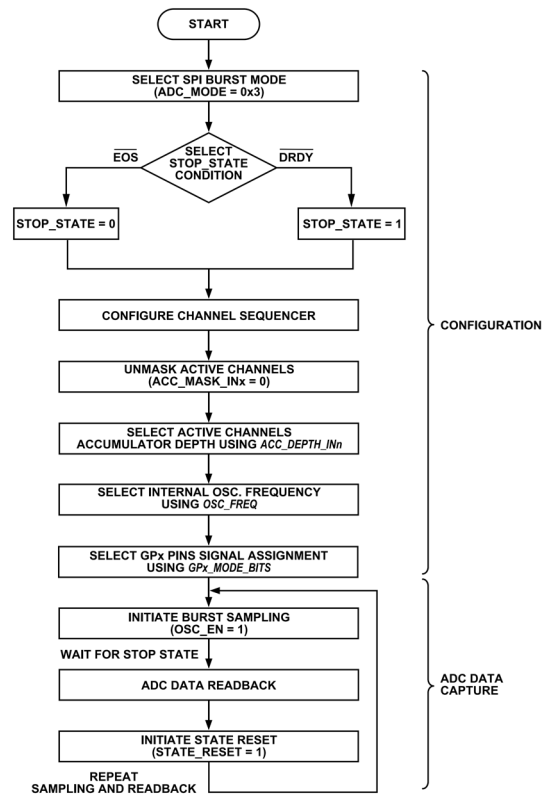 START
SELECT SPI BURST MODE
(ADC_MODE = 0x3)
SELECT
STOP_STATE
CONDITION
EOS
DRDY
STOP_STATE = 0
STOP_STATE = 1
CONFIGURE CHANNEL SEQUENCER
UNMASK ACTIVE CHANNELS
(ACC_MASK_INx = 0)
SELECT ACTIVE CHANNELS
ACCUMULATOR DEPTH USING ACC_DEPTH_INn
SELECT INTERNAL OSC. FREQUENCY
USING OSC_FREQ
SELECT GPx PINS SIGNAL ASSIGNMENT
USING GPx_MODE_BITS
CONFIGURATION
INITIATE BURST SAMPLING
(OSC_EN = 1)
WAIT FOR STOP STATE
ADC DATA READBACK
INITIATE STATE RESET
(STATE_RESET = 1)
REPEAT
SAMPLING AND READBACK
ADC DATA
CAPTURE